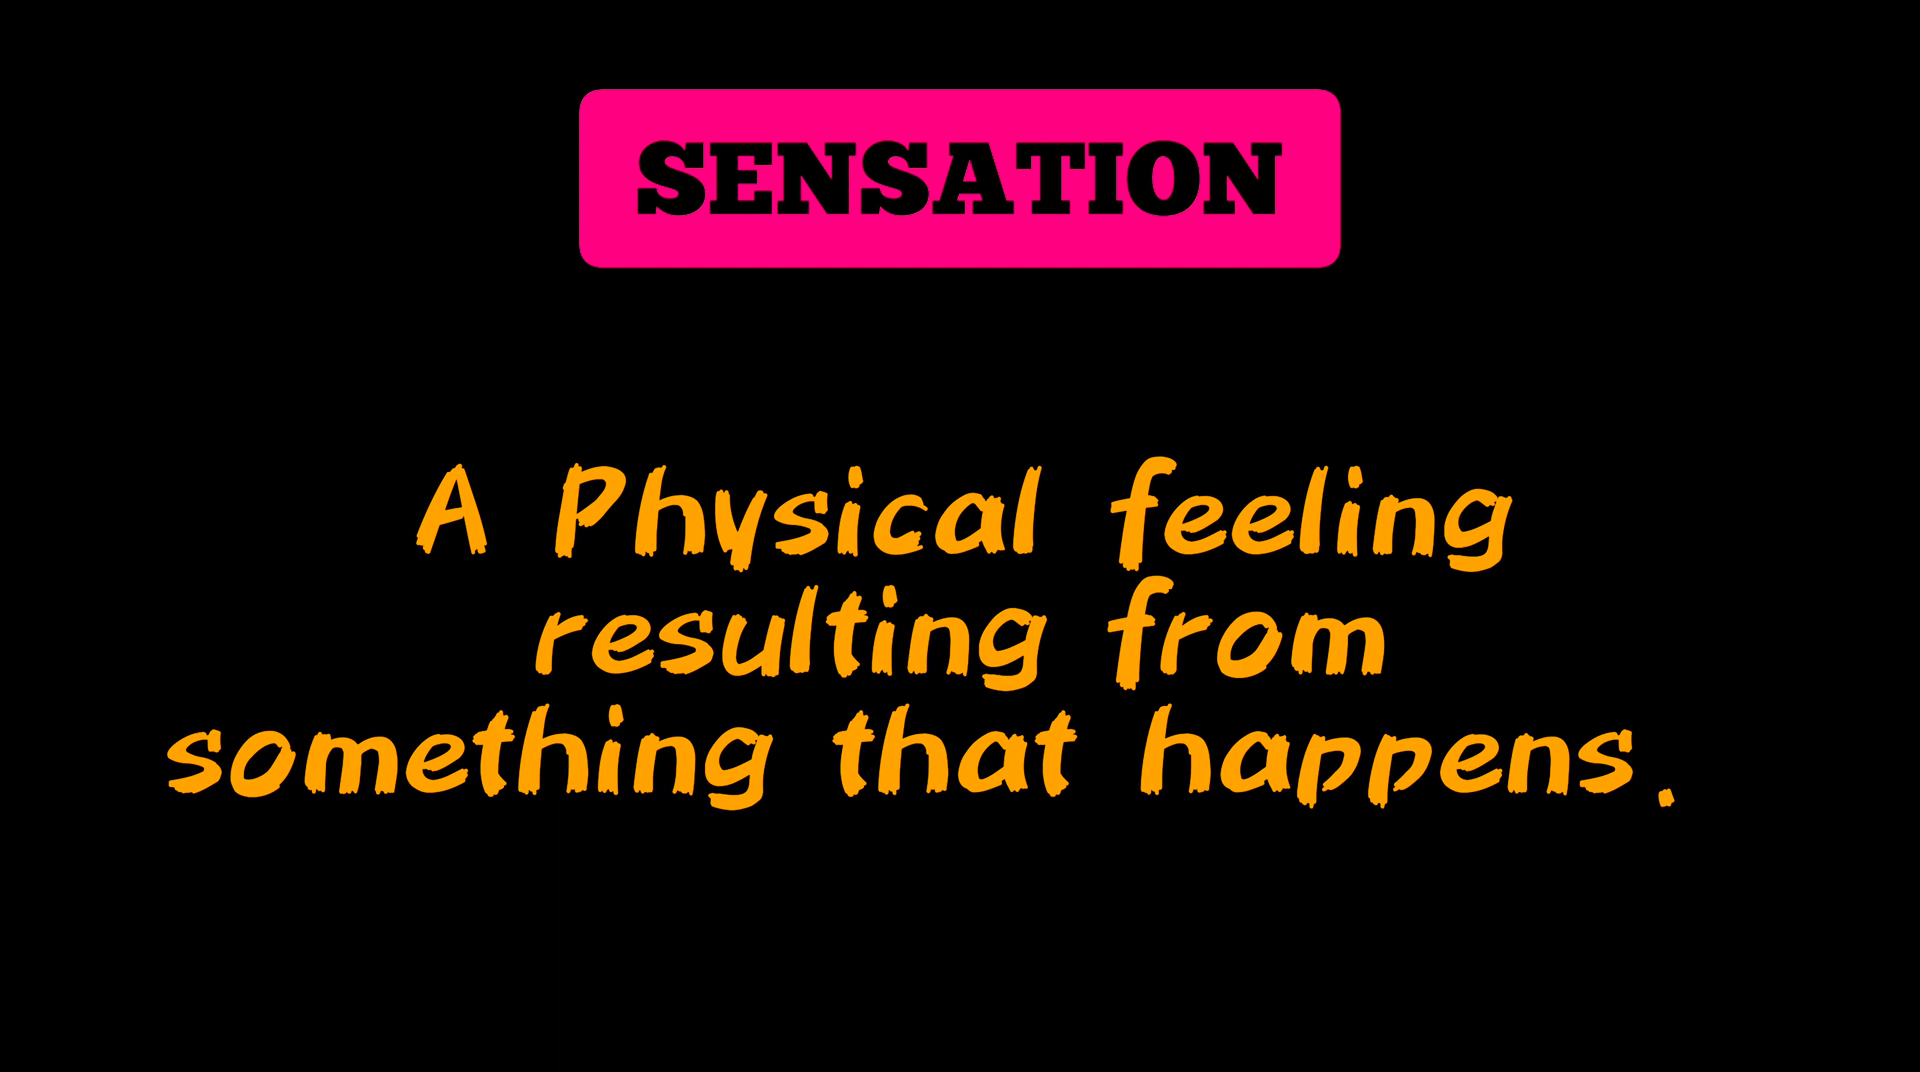 SENSATION
A Physical feeling
resulting from
something that happens.